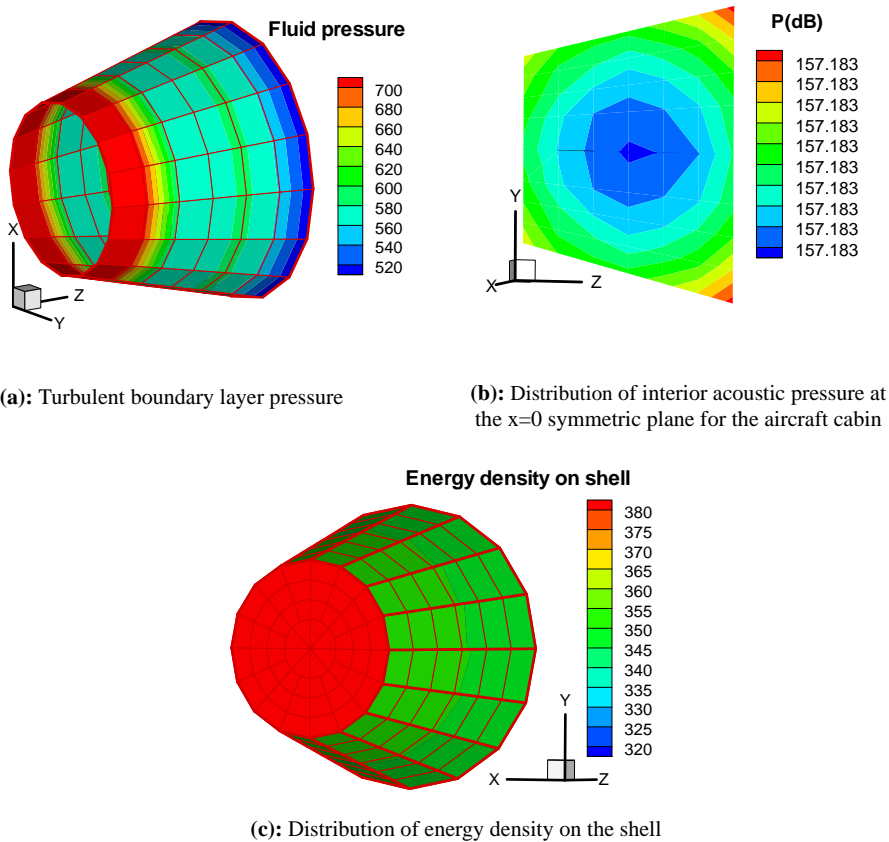 Fluid pressure
700
680
660
640
620
600
580
560
540
520
X
Z
Y
P(dB)
157.183
157.183
157.183
157.183
157.183
157.183
157.183
157.183
157.183
Y
X
Z
(a): Turbulent boundary layer pressure
(b): Distribution of interior acoustic pressure at
the x=0 symmetric plane for the aircraft cabin
Energy density on shell
380
375
370
365
360
355
350
345
340
335
330
325
320
Y
X
Z
(c): Distribution of energy density on the shell